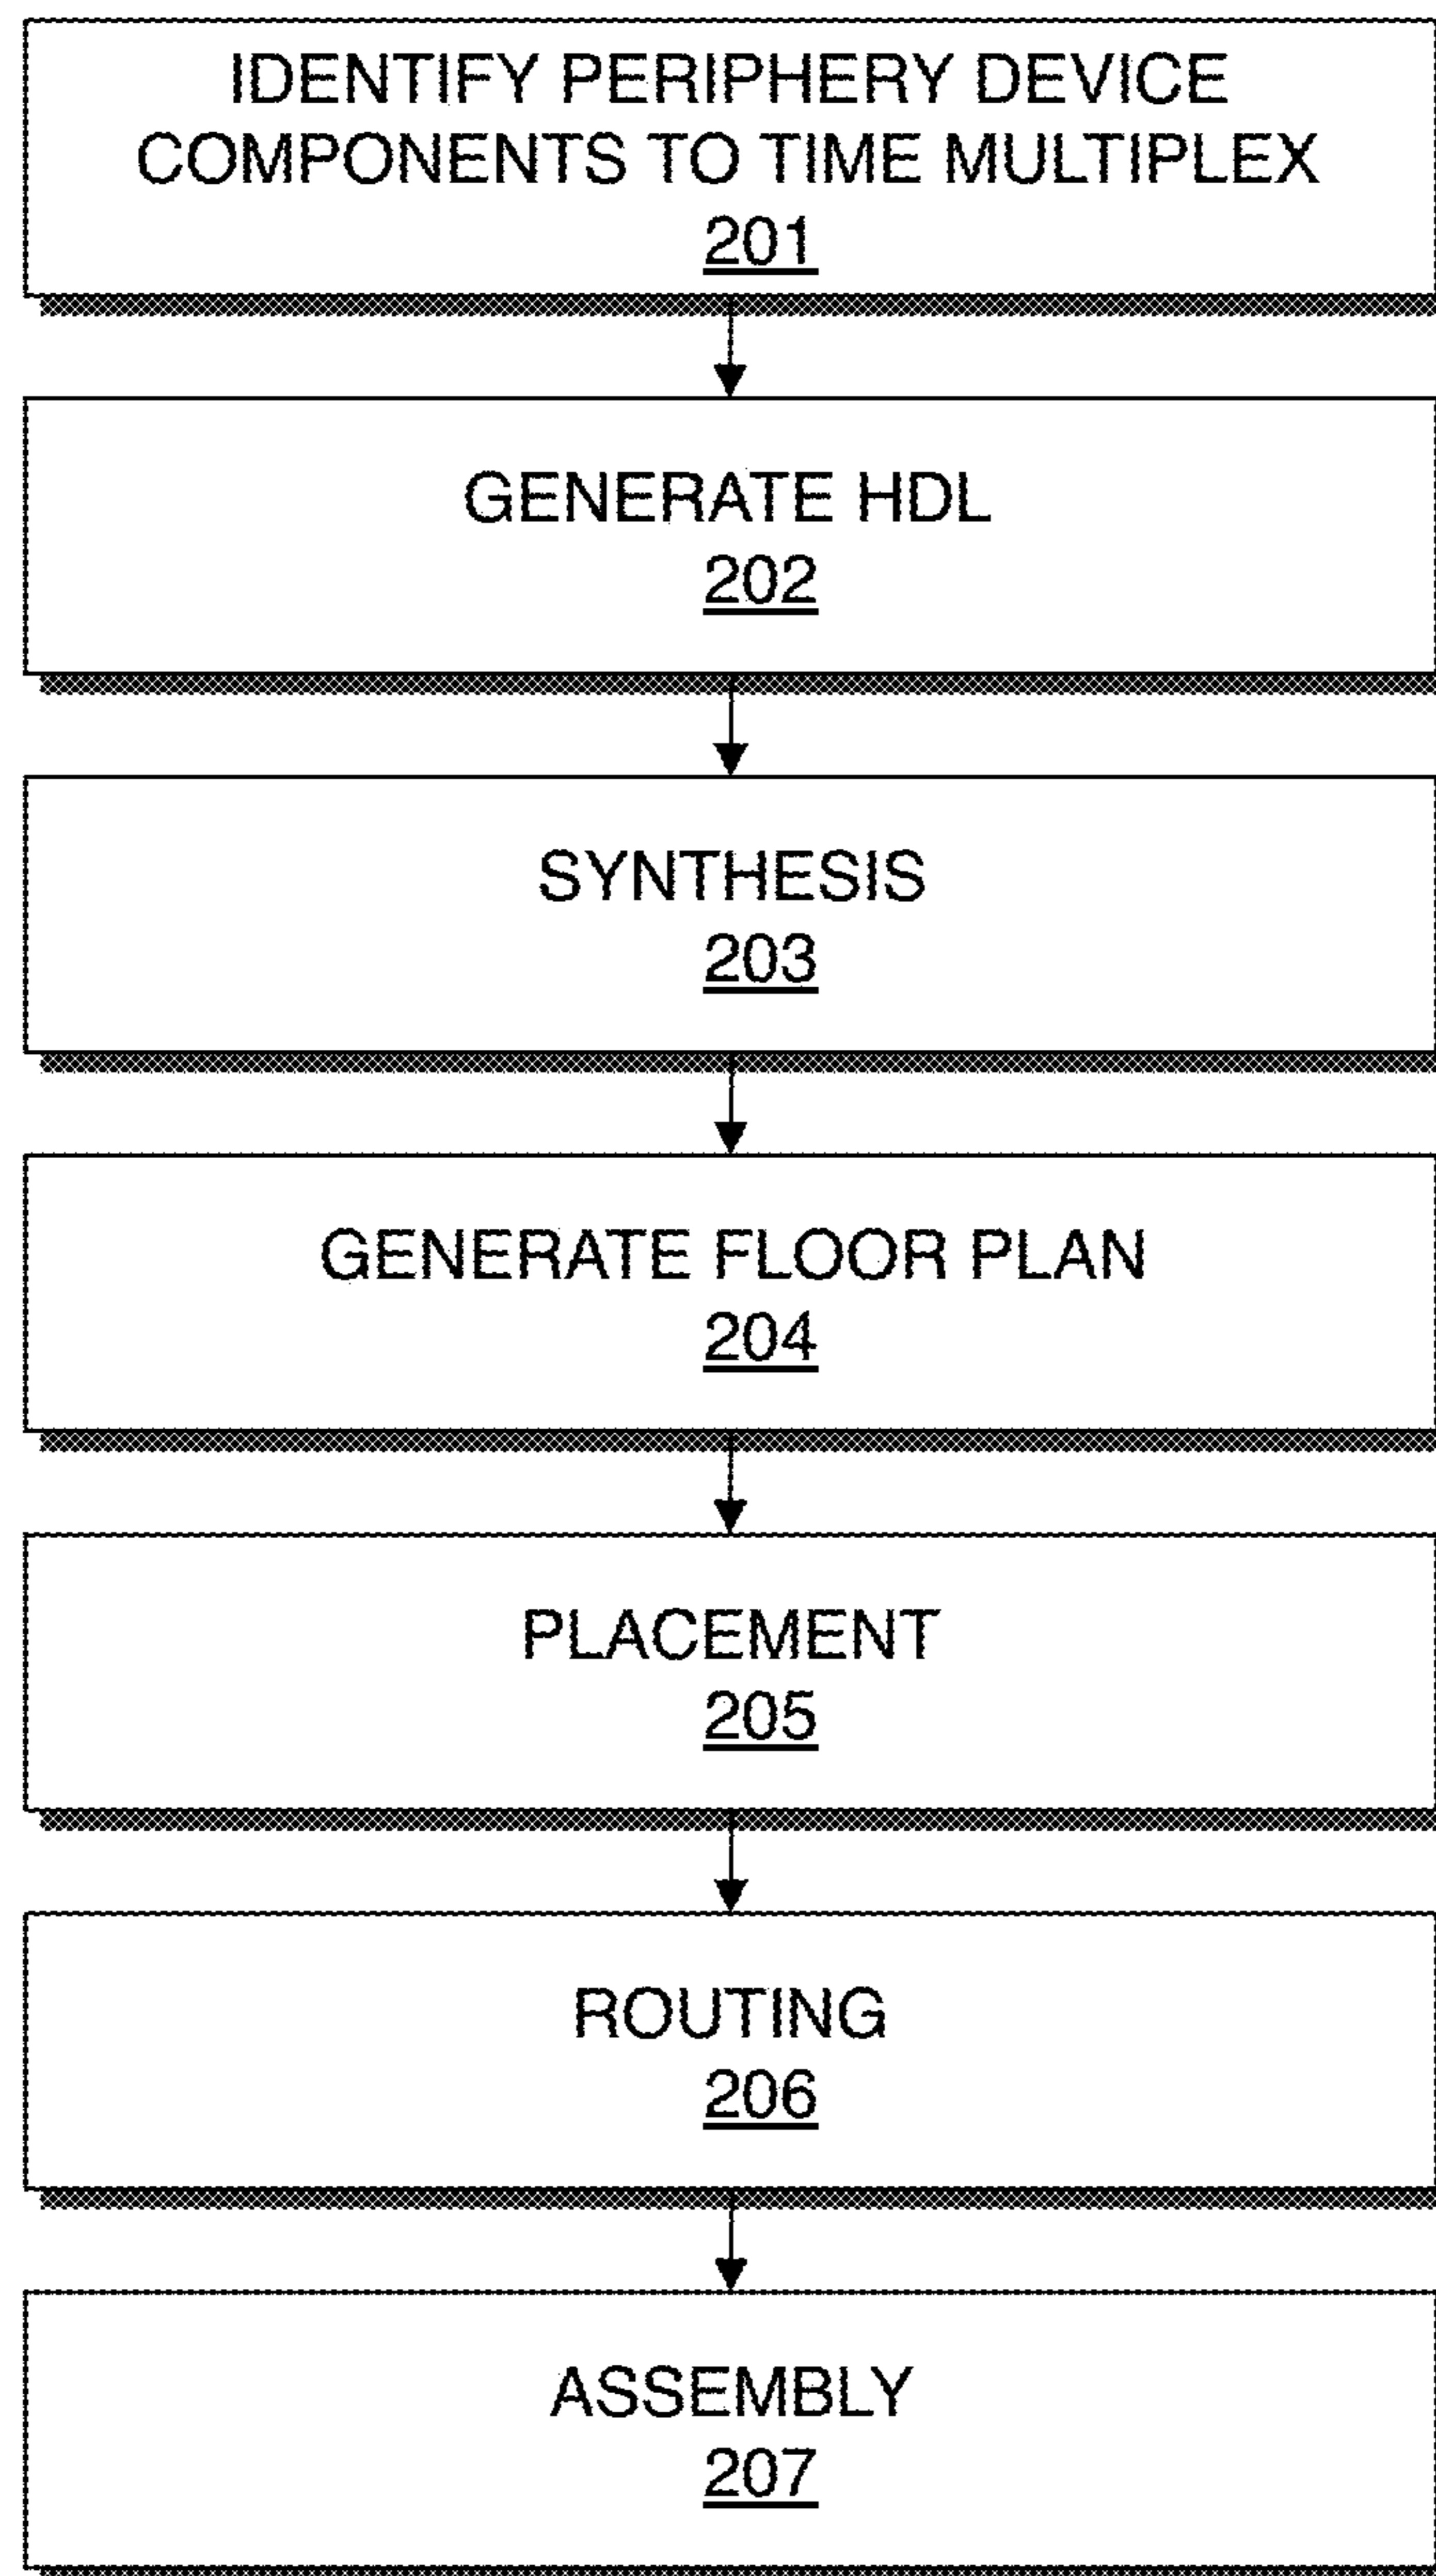 IDENTIFY PERIPHERY DEVICE
COMPONENTS TO TIME MULTIPLEX
201
GENERATE HDL
202
SYNTHESIS
203
GENERATE FLOOR PLAN
204
PLACEMENT
205
ROUTING
206
ASSEMBLY
207